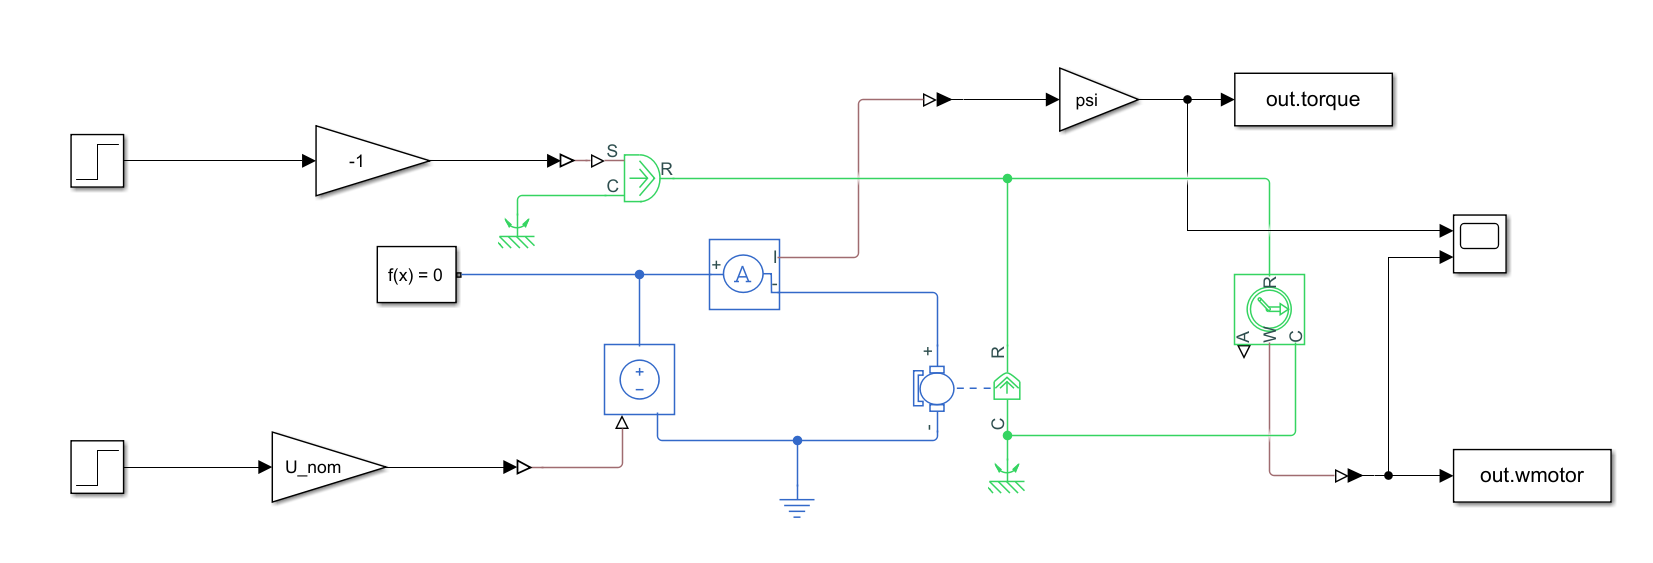 psi
out.torque
-1
S
C
R
f(x) = 0
+
A
I
-
+
-
+
-
R
C
R
A
W
C
U_nom
out.wmotor